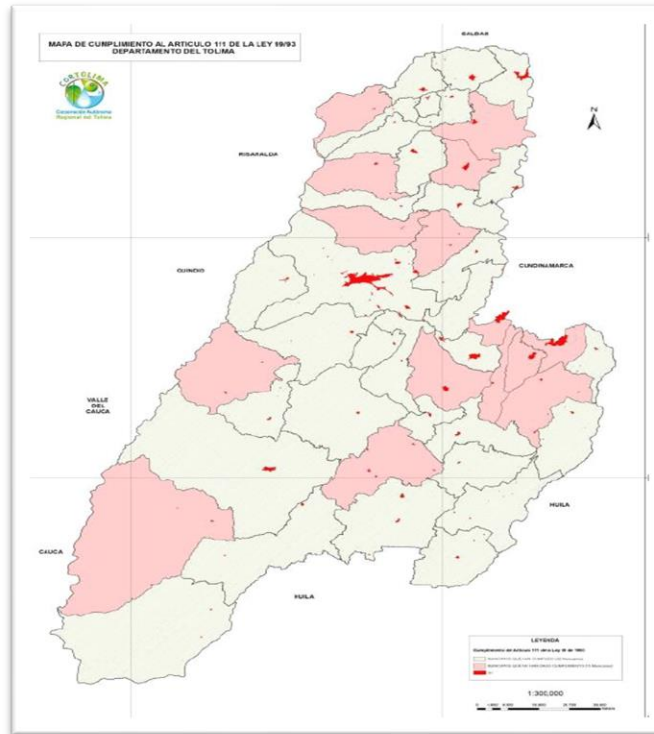 CALDAS
MAPA DE CUMPLIMIENTO AL ARTICULO 111 DE LA LEY 99/93
DEPARTAMENTO DEL TOLIMA
CORTOLIMA
Corporación Autónoma
Regional del Tolima
N
RISARALDA
QUINDIO
CUNDINAMARCA
VALLE
DEL
CAUCA
HUILA
CAUCA
HUILA
LEYENDA
1:300,000